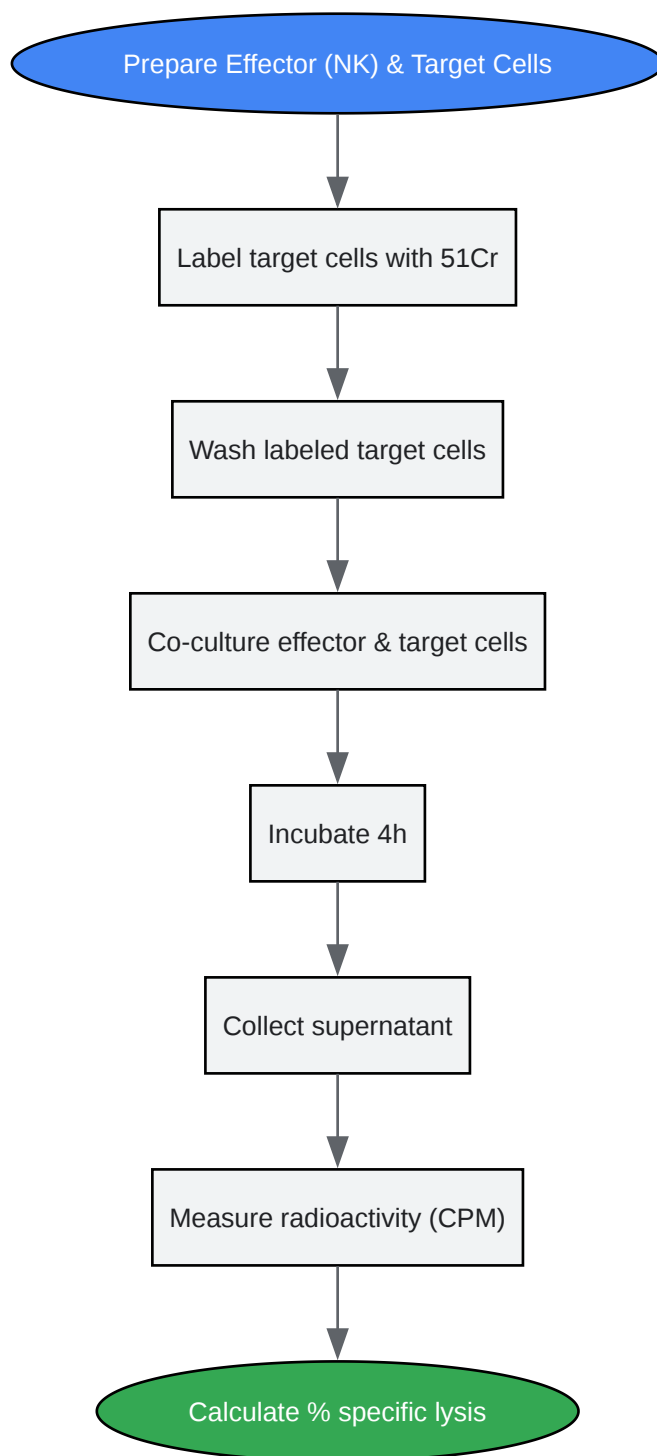 Prepare Effector (NK) & Target Cells
Label target cells with 51Cr
Wash labeled target cells
Co-culture effector & target cells
Incubate 4h
Collect supernatant
Measure radioactivity (CPM)
Calculate % specific lysis